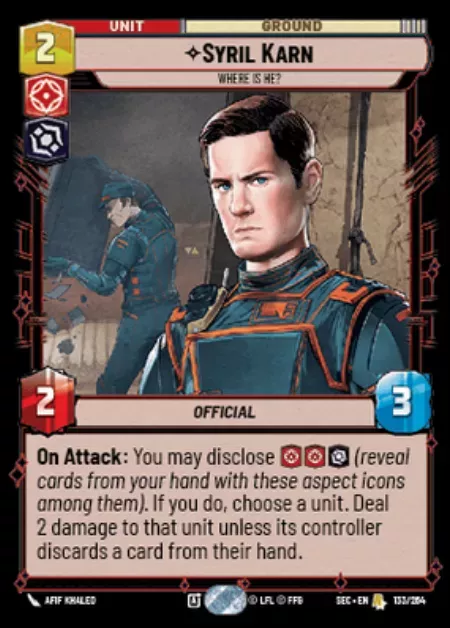 UNIT GROUND
2 Syril Karn
WHERE IS HE?
2 OFFICIAL 3
On Attack: You may disclose (reveal
cards from your hand with these aspect icons
among them). If you do, choose a unit. Deal
2 damage to that unit unless its controller
discards a card from their hand.
AFIF KHALED A © LFL © FFG SEC • EN 133/264